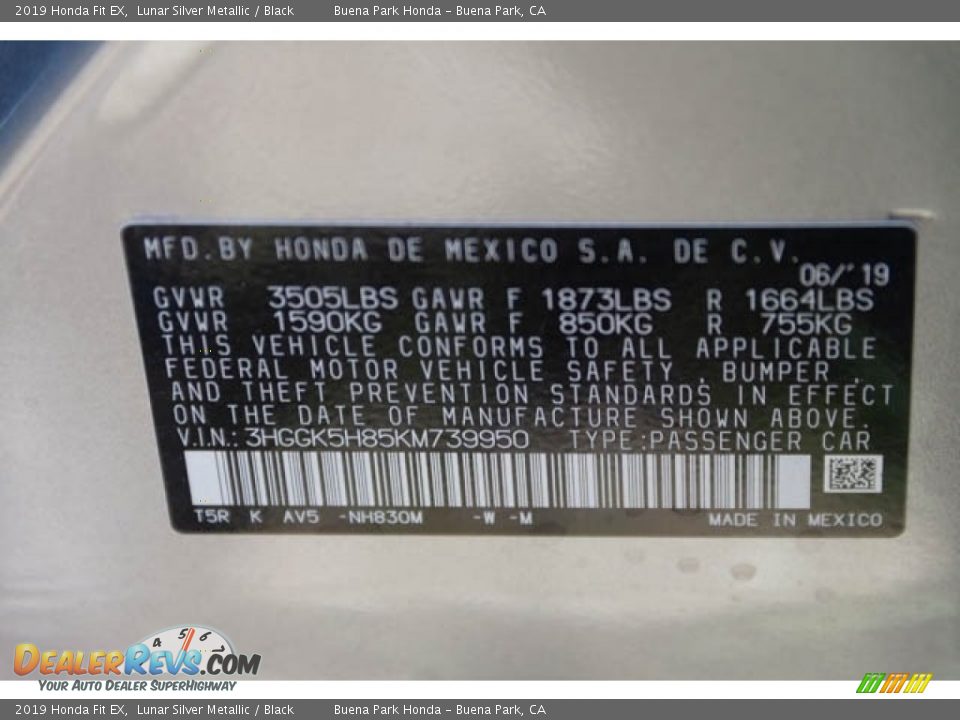 2019 Honda Fit EX, Lunar Silver Metallic / Black Buena Park Honda - Buena Park, CA
MFD.BY HONDA DE MEXICO S.A. DE C.V.
06/'19
GVWR 3505LBS GAWR F 1873LBS R 1664LBS
GVWR 1590KG GAWR F 850KG R 755KG
THIS VEHICLE CONFORMS TO ALL APPLICABLE
FEDERAL MOTOR VEHICLE SAFETY , BUMPER ,
AND THEFT PREVENTION STANDARDS IN EFFECT
ON THE DATE OF MANUFACTURE SHOWN ABOVE.
V.I.N.: 3HGGK5H85KM739950 TYPE:PASSENGER CAR
T5R K AV5 -NH830M -W -M MADE IN MEXICO
4 5 6
DEALERREVS.COM
YOUR AUTO DEALER SUPERHIGHWAY
2019 Honda Fit EX, Lunar Silver Metallic / Black Buena Park Honda - Buena Park, CA